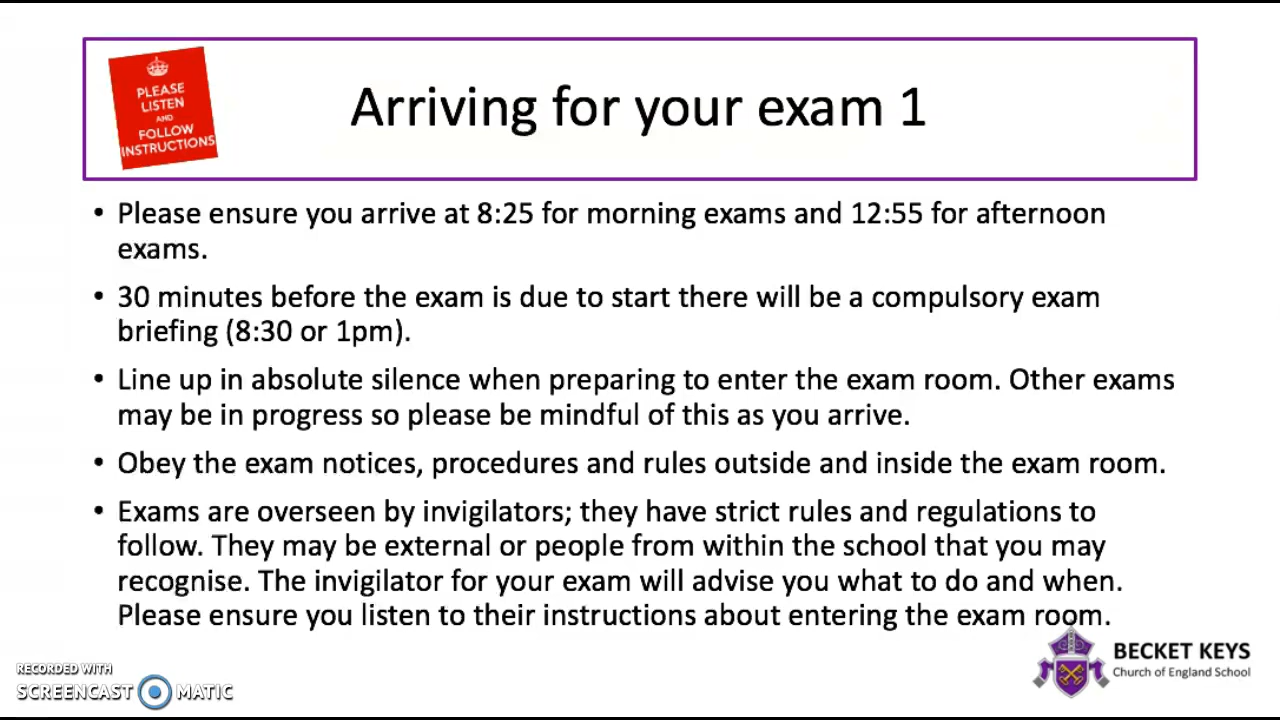 PLEASE
LISTEN
AND
FOLLOW
INSTRUCTIONS
Arriving for your exam 1
• Please ensure you arrive at 8:25 for morning exams and 12:55 for afternoon
exams.
• 30 minutes before the exam is due to start there will be a compulsory exam
briefing (8:30 or 1pm).
• Line up in absolute silence when preparing to enter the exam room. Other exams
may be in progress so please be mindful of this as you arrive.
• Obey the exam notices, procedures and rules outside and inside the exam room.
• Exams are overseen by invigilators; they have strict rules and regulations to
follow. They may be external or people from within the school that you may
recognise. The invigilator for your exam will advise you what to do and when.
Please ensure you listen to their instructions about entering the exam room.
BECKET KEYS
Church of England School
RECORDED WITH
SCREENCAST MATIC